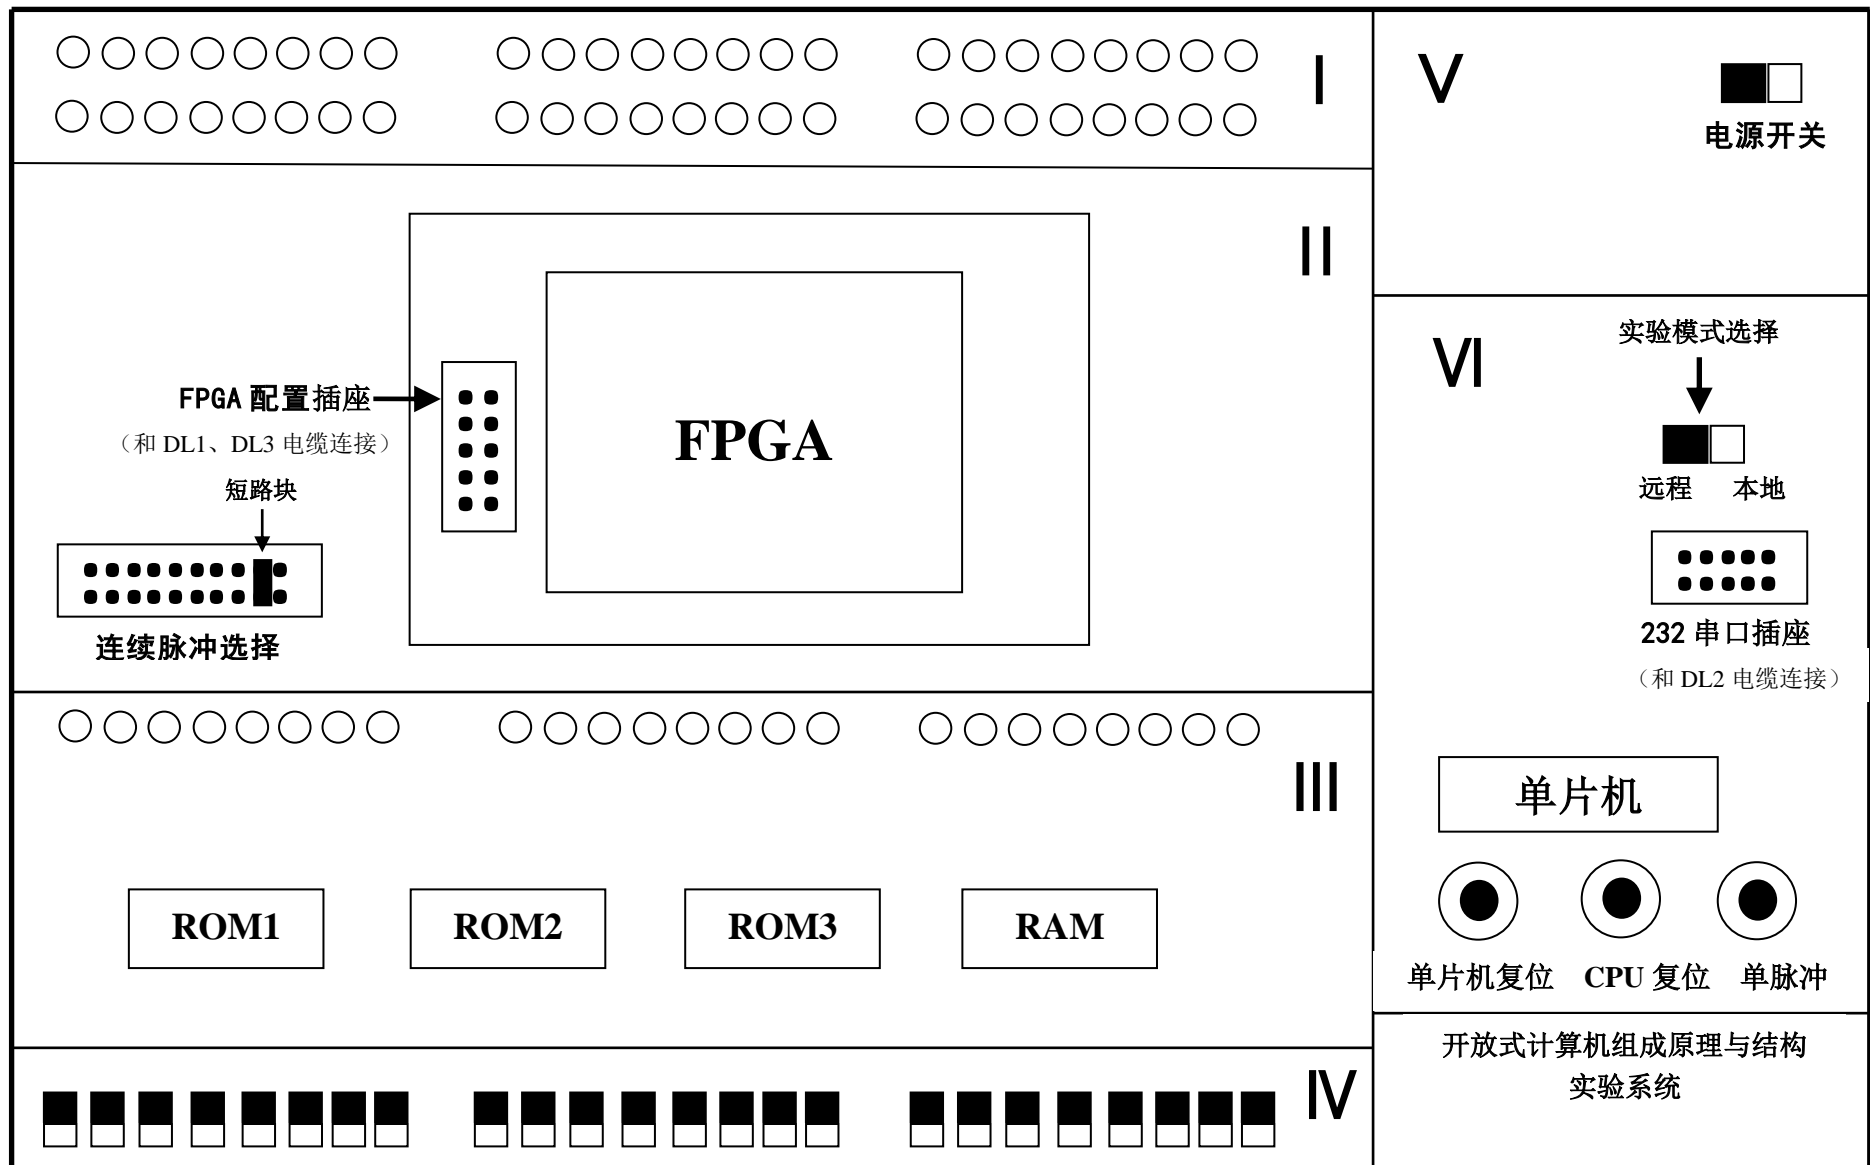 I
V
电源开关
II
FPGA 配置插座
（和 DL1、DL3 电缆连接）
短路块
连续脉冲选择
FPGA
VI
实验模式选择
远程 本地
232 串口插座
（和 DL2 电缆连接）
III
ROM1 ROM2 ROM3 RAM
单片机
单片机复位 CPU 复位 单脉冲
IV
开放式计算机组成原理与结构
实验系统